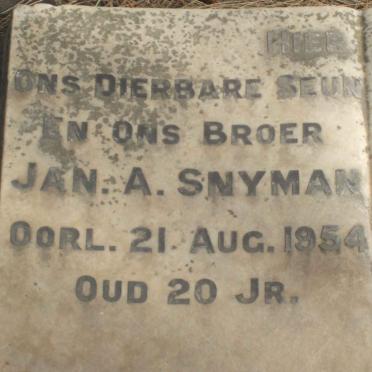 HIER
ONS DIERBARE SEUN
EN ONS BROER
JAN. A. SNYMAN
OORL. 21 AUG. 1954
OUD 20 JR.